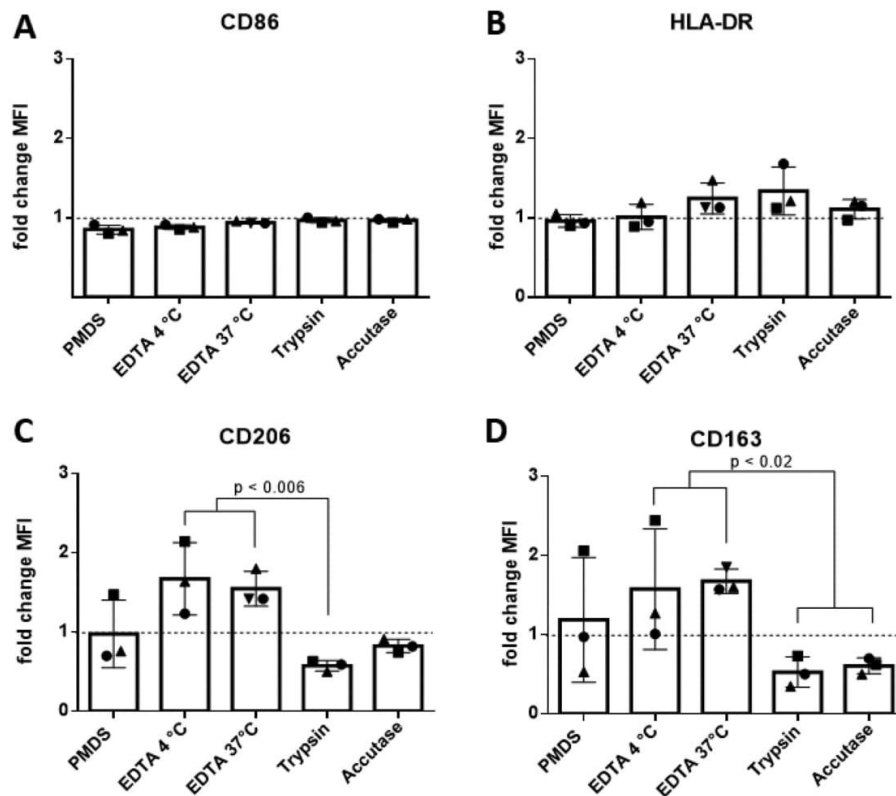 A
CD86
fold change MFI
3
2
1
0
PMDS
EDTA 4 °C
EDTA 37 °C
Trypsin
Accutase
B
HLA-DR
fold change MFI
3
2
1
0
PMDS
EDTA 4 °C
EDTA 37 °C
Trypsin
Accutase
C
CD206
fold change MFI
3
2
1
0
p < 0.006
PMDS
EDTA 4 °C
EDTA 37°C
Trypsin
Accutase
D
CD163
fold change MFI
3
2
1
0
p < 0.02
PMDS
EDTA 4 °C
EDTA 37°C
Trypsin
Accutase